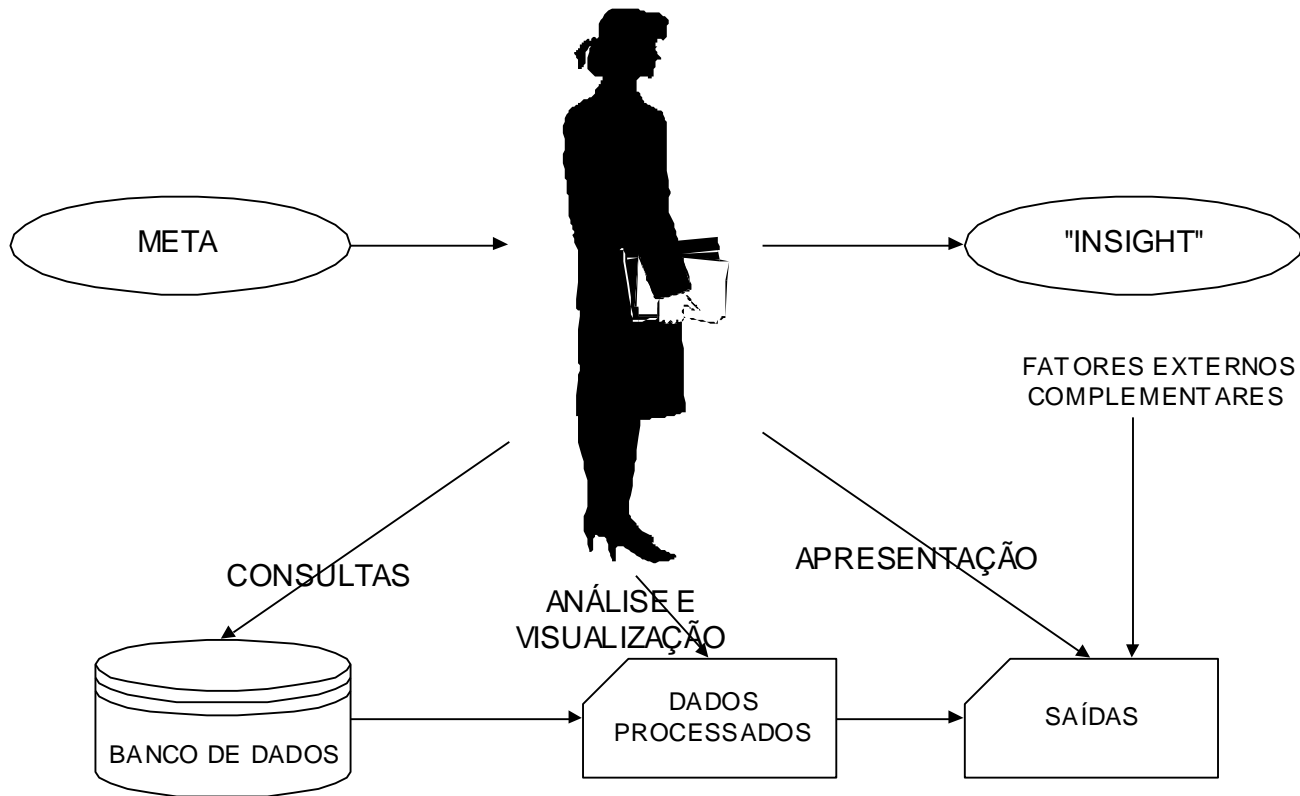 META
"INSIGHT"
FATORES EXTERNOS
COMPLEMENTARES
CONSULTAS
APRESENTAÇÃO
ANÁLISE E
VISUALIZAÇÃO
BANCO DE DADOS
DADOS
PROCESSADOS
SAÍDAS